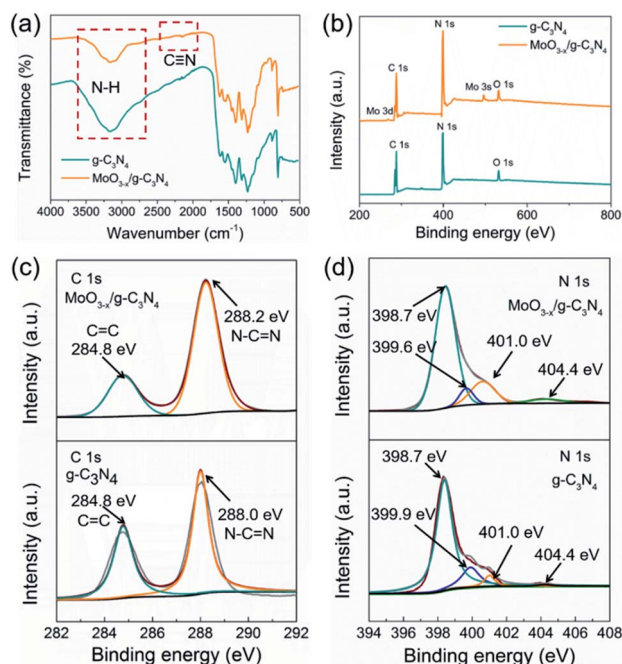 (a)
Transmittance (%)
N-H
C≡N
g-C₃N₄
MoO₃₋ₓ/g-C₃N₄
4000 3500 3000 2500 2000 1500 1000 500
Wavenumber (cm⁻¹)
(b)
Intensity (a.u.)
N 1s
g-C₃N₄
MoO₃₋ₓ/g-C₃N₄
C 1s
Mo 3d
Mo 3s
O 1s
N 1s
C 1s
O 1s
200 300 400 500 600 700 800
Binding energy (eV)
(c)
Intensity (a.u.)
C 1s
MoO₃₋ₓ/g-C₃N₄
C=C
284.8 eV
288.2 eV
N-C=N
Intensity (a.u.)
C 1s
g-C₃N₄
284.8 eV
C=C
288.0 eV
N-C=N
282 284 286 288 290 292
Binding energy (eV)
(d)
Intensity (a.u.)
N 1s
MoO₃₋ₓ/g-C₃N₄
398.7 eV
399.6 eV
401.0 eV
404.4 eV
Intensity (a.u.)
N 1s
g-C₃N₄
398.7 eV
399.9 eV
401.0 eV
404.4 eV
394 396 398 400 402 404 406 408
Binding energy (eV)